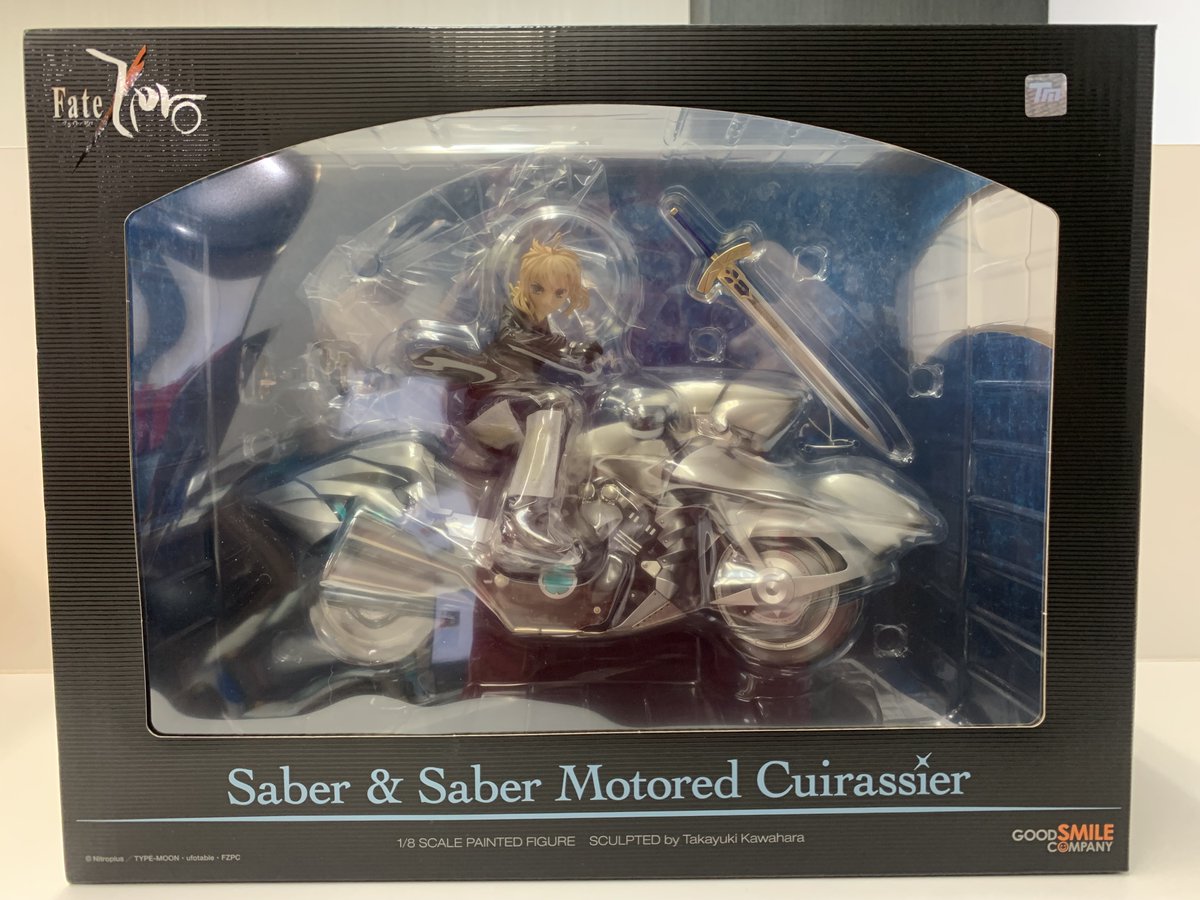 Fate
Zero
TM
Saber & Saber Motored Cuirassier
1/8 SCALE PAINTED FIGURE SCULPTED by Takayuki Kawahara
© Nitroplus／TYPE-MOON・ufotable・FZPC
GOOD SMILE
COMPANY